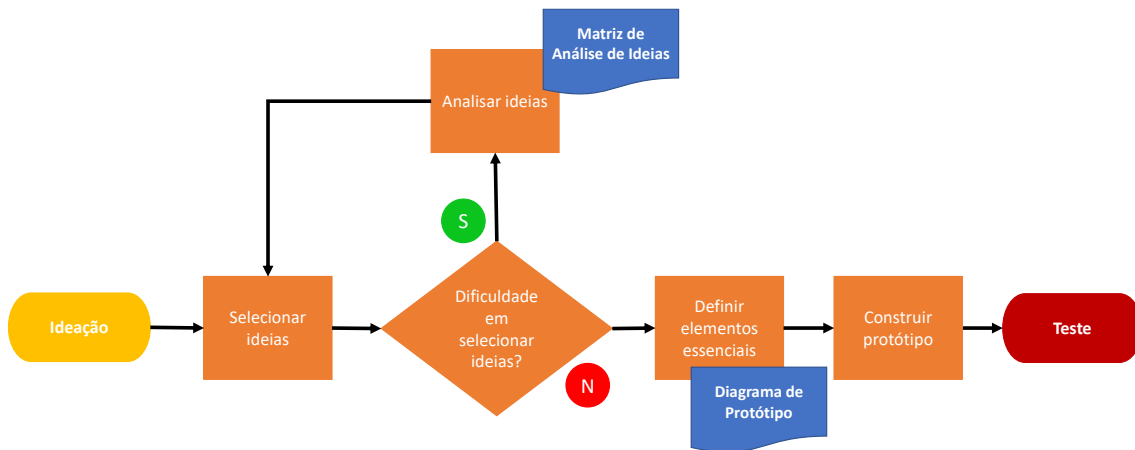 Matriz de
Análise de Ideias
Analisar ideias
S
Ideação
Selecionar
ideias
Dificuldade
em
selecionar
ideias?
N
Definir
elementos
essenciais
Diagrama de
Protótipo
Construir
protótipo
Teste